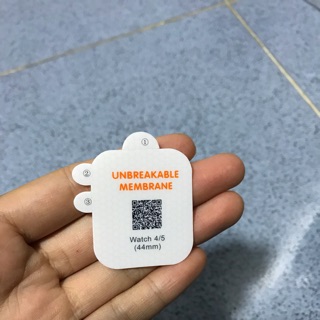 ①
UNBREAKABLE
MEMBRANE
②
③
Watch 4/5
(44mm)